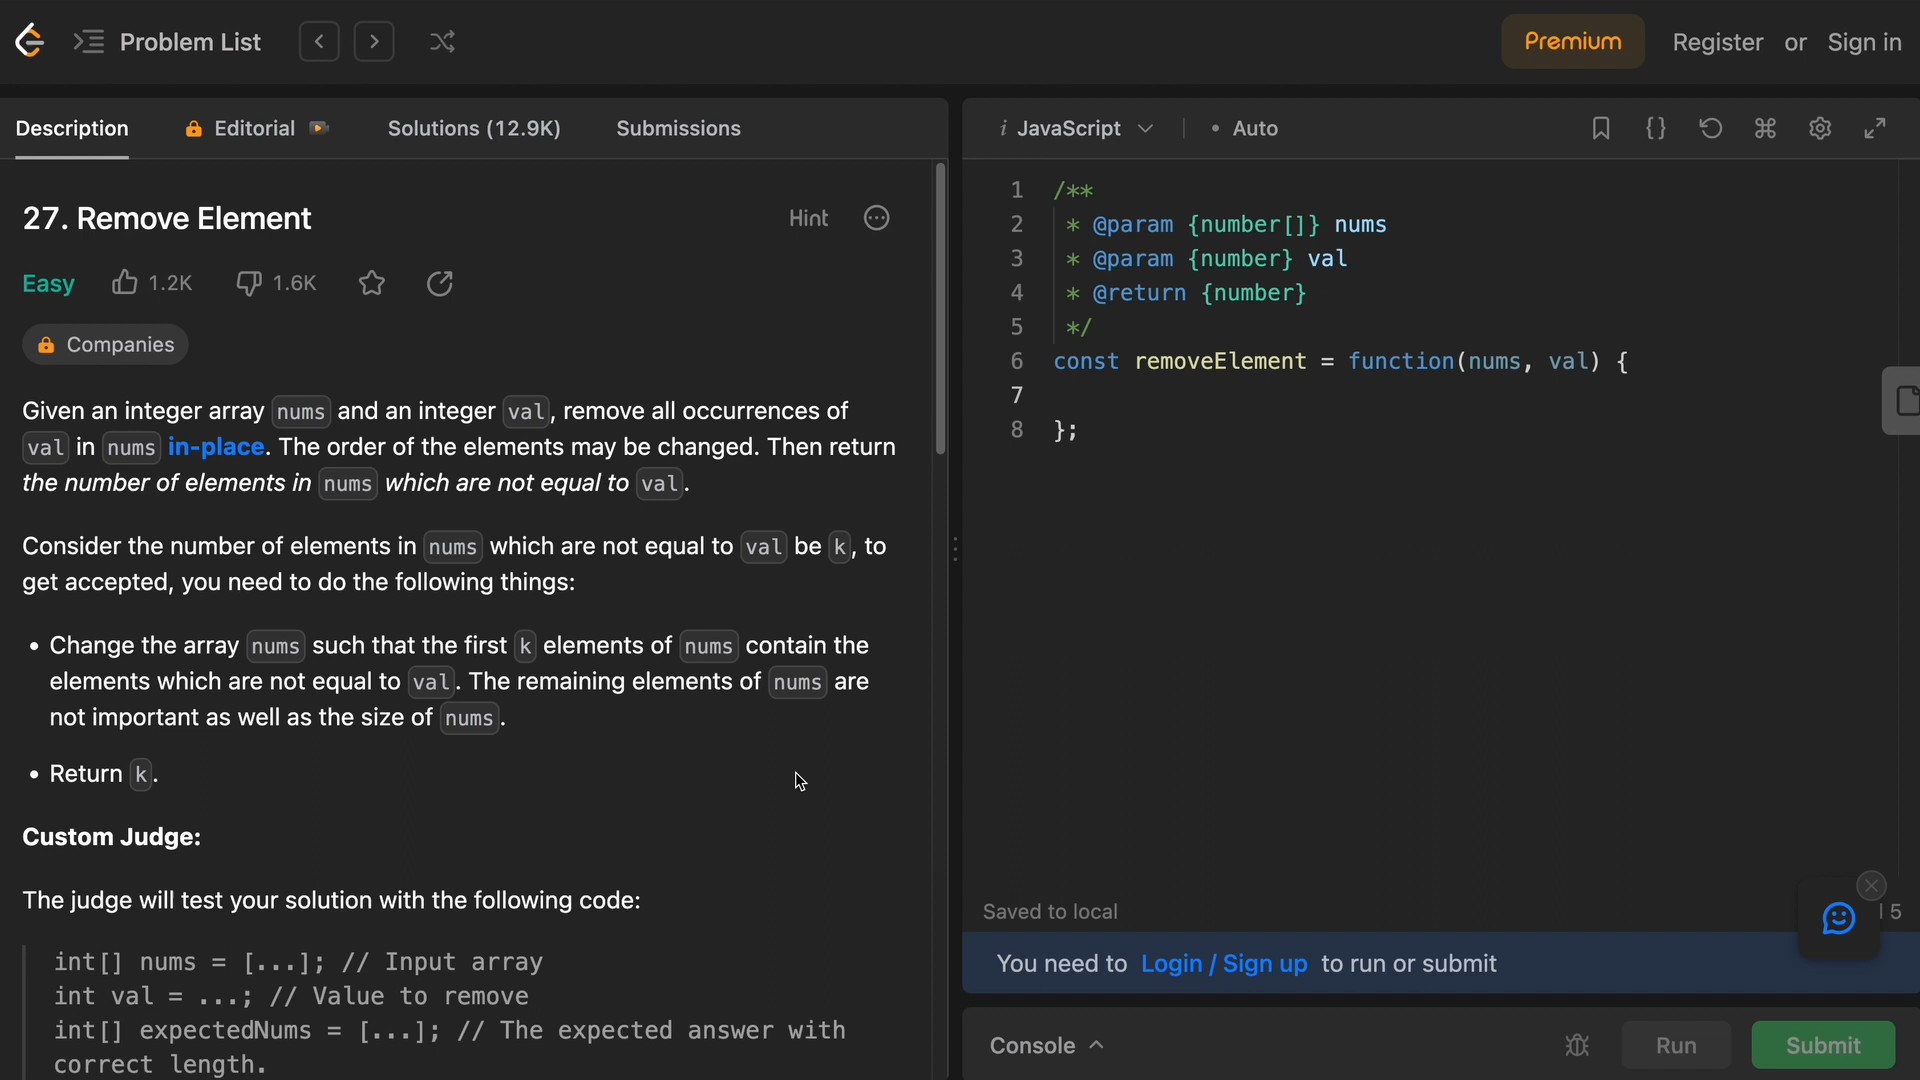 Problem List
Premium
Register or Sign in
Description
Editorial
Solutions (12.9K)
Submissions
27. Remove Element
Hint
Easy
1.2K
1.6K
Companies
Given an integer array nums and an integer val, remove all occurrences of
val in nums in-place. The order of the elements may be changed. Then return
the number of elements in nums which are not equal to val.
Consider the number of elements in nums which are not equal to val be k, to
get accepted, you need to do the following things:
• Change the array nums such that the first k elements of nums contain the
elements which are not equal to val. The remaining elements of nums are
not important as well as the size of nums.
• Return k.
Custom Judge:
The judge will test your solution with the following code:
int[] nums = [...]; // Input array
int val = ...; // Value to remove
int[] expectedNums = [...]; // The expected answer with
correct length.
i JavaScript
• Auto
1 /**
2 * @param {number[]} nums
3 * @param {number} val
4 * @return {number}
5 */
6 const removeElement = function(nums, val) {
7
8 };
Saved to local
5
You need to Login / Sign up to run or submit
Console
Run
Submit